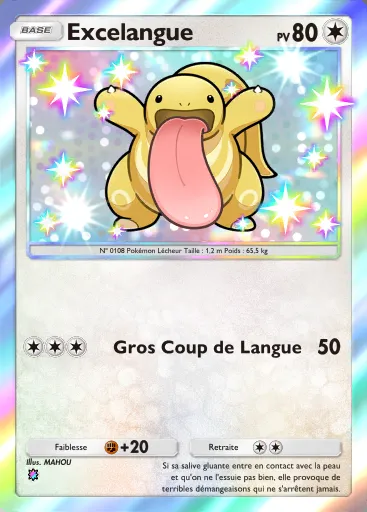 BASE Excelangue PV 80
N° 0108 Pokémon Lécheur Taille : 1,2 m Poids : 65,5 kg
Gros Coup de Langue 50
Faiblesse +20 Retraite
Illus. MAHOU
Si sa salive gluante entre en contact avec la peau
et qu'on ne l'essuie pas bien, elle provoque de
terribles démangeaisons qui ne s'arrêtent jamais.